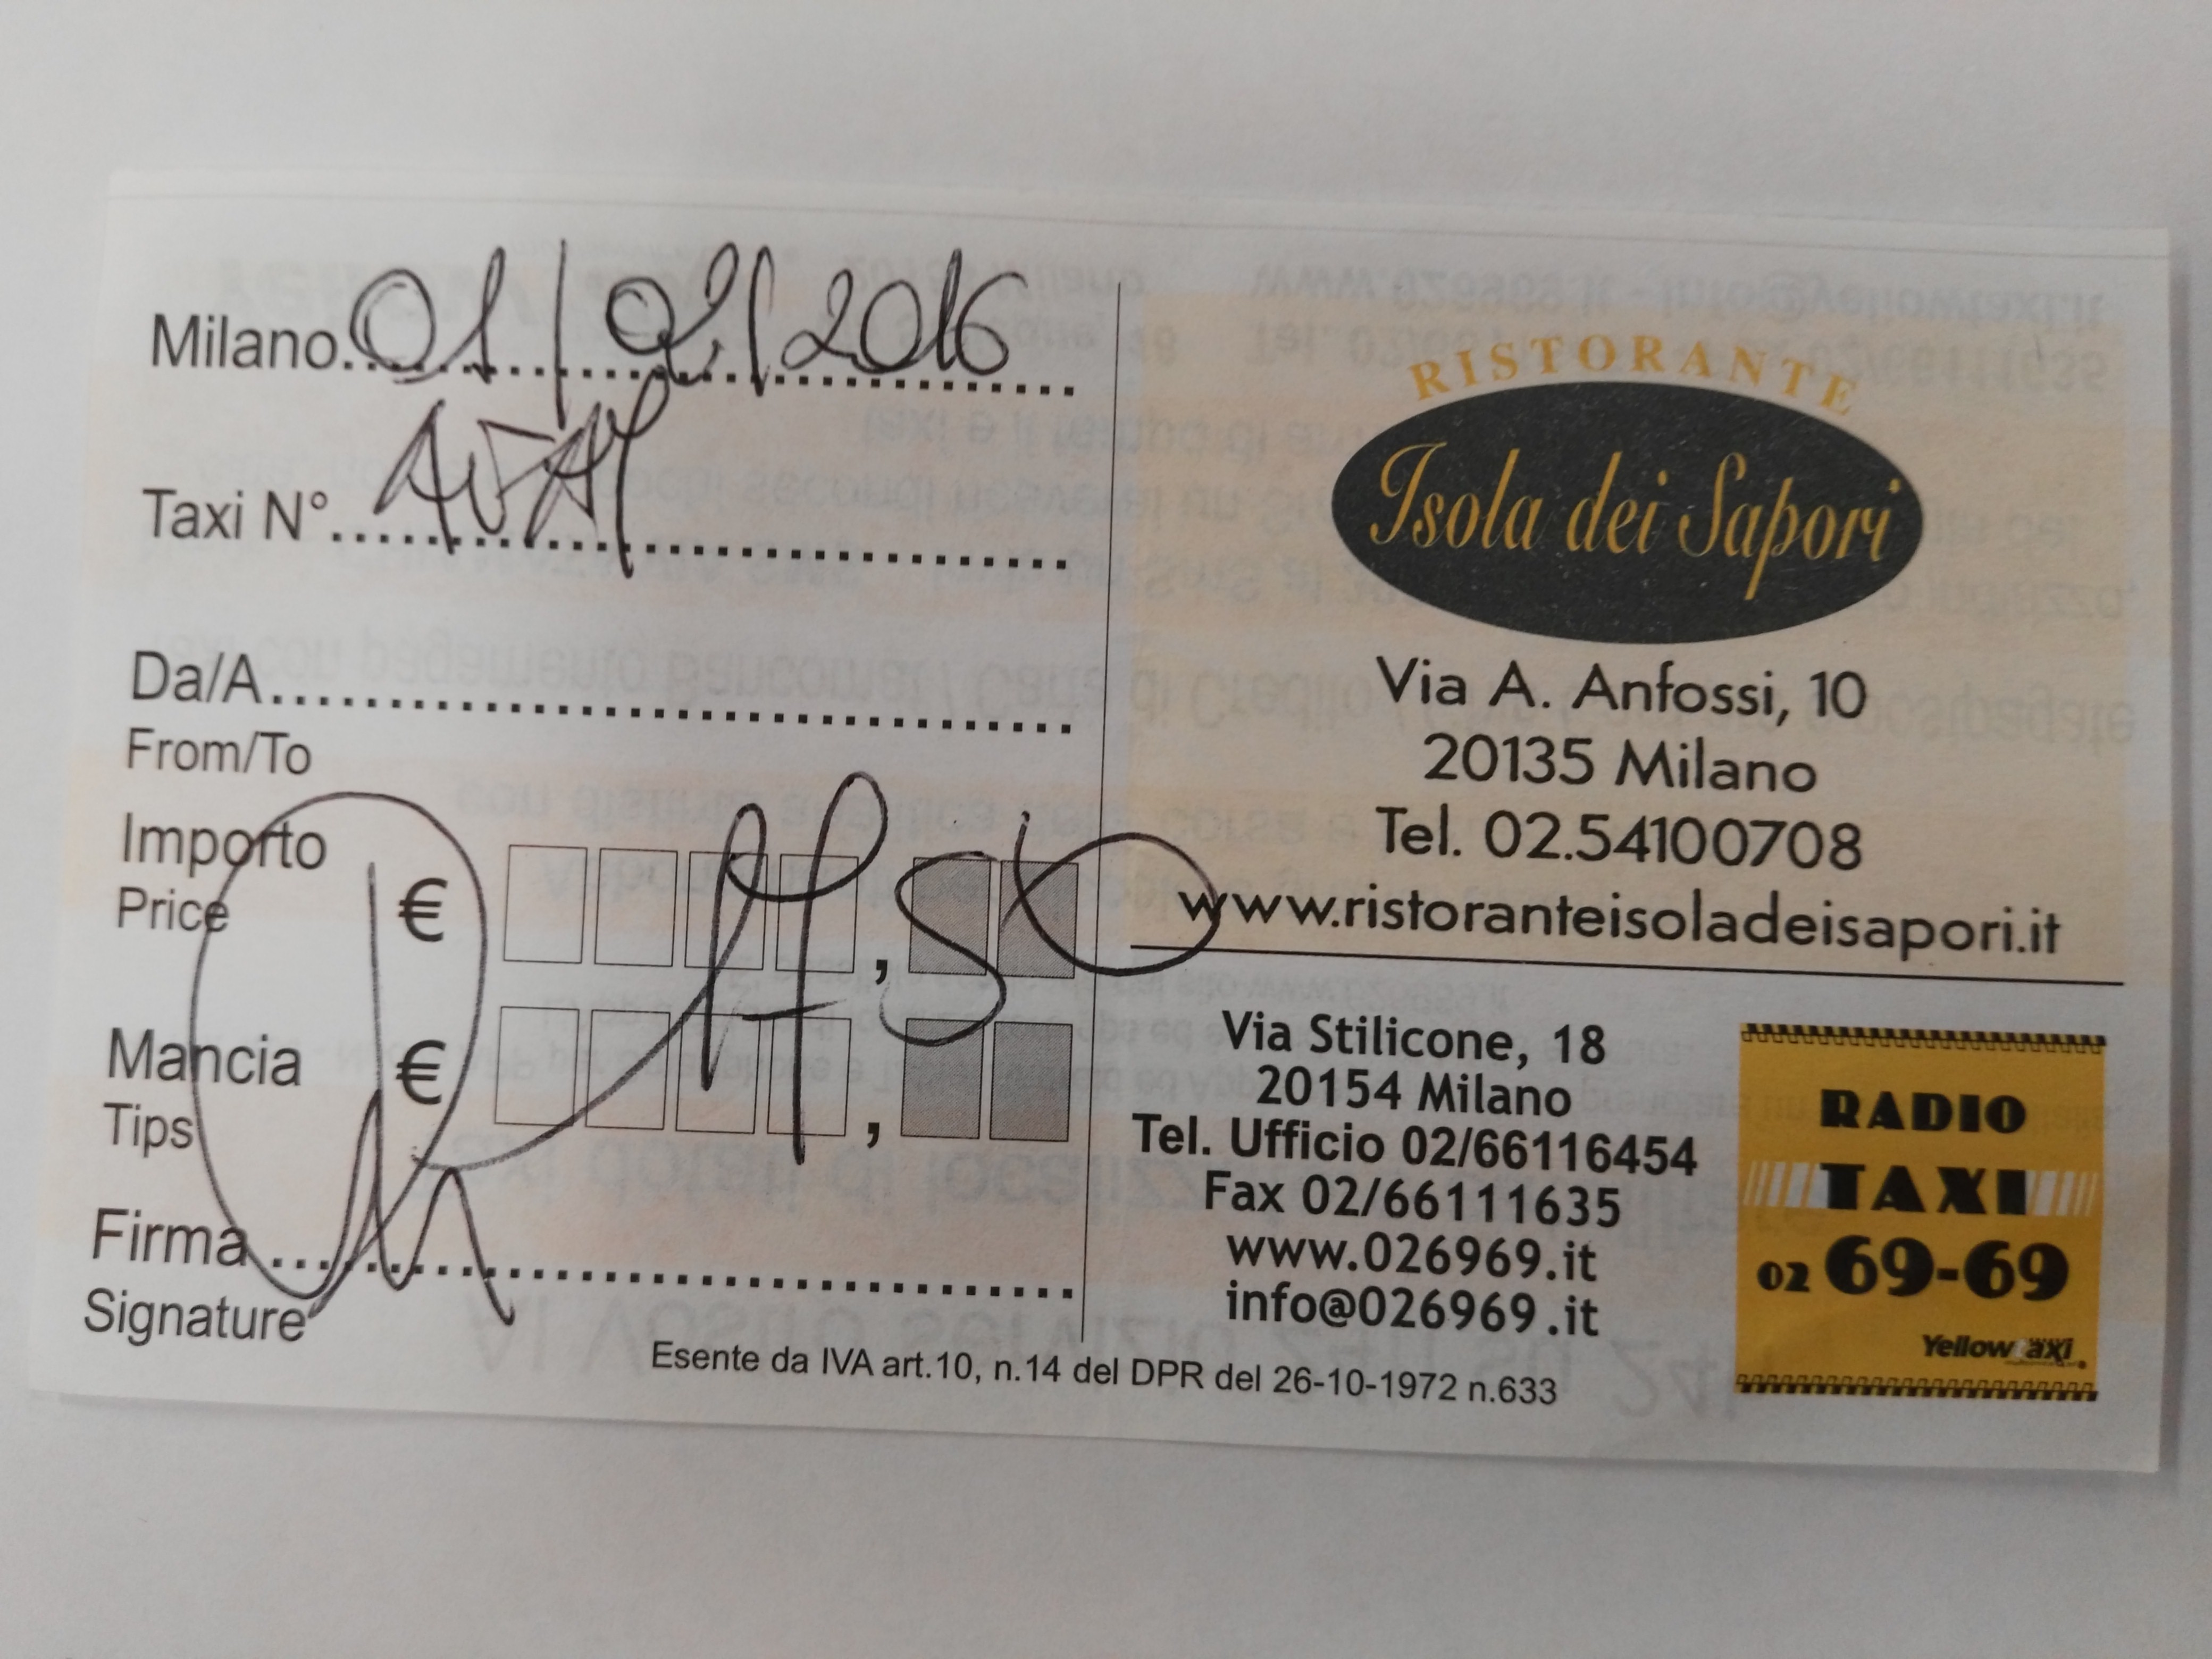 Milano. 01/02/2016
Taxi N°.
Da/A
From/To
Importo
Price €
,50
Mancia
Tips €
,
Firma
Signature
RISTORANTE
Isola dei Sapori
Via A. Anfossi, 10
20135 Milano
Tel. 02.54100708
www.ristoranteisoladeisapori.it
Via Stilicone, 18
20154 Milano
Tel. Ufficio 02/66116454
Fax 02/66111635
www.026969.it
info@026969.it
RADIO
TAXI
02 69-69
Yellow taxi
Esente da IVA art.10, n.14 del DPR del 26-10-1972 n.633